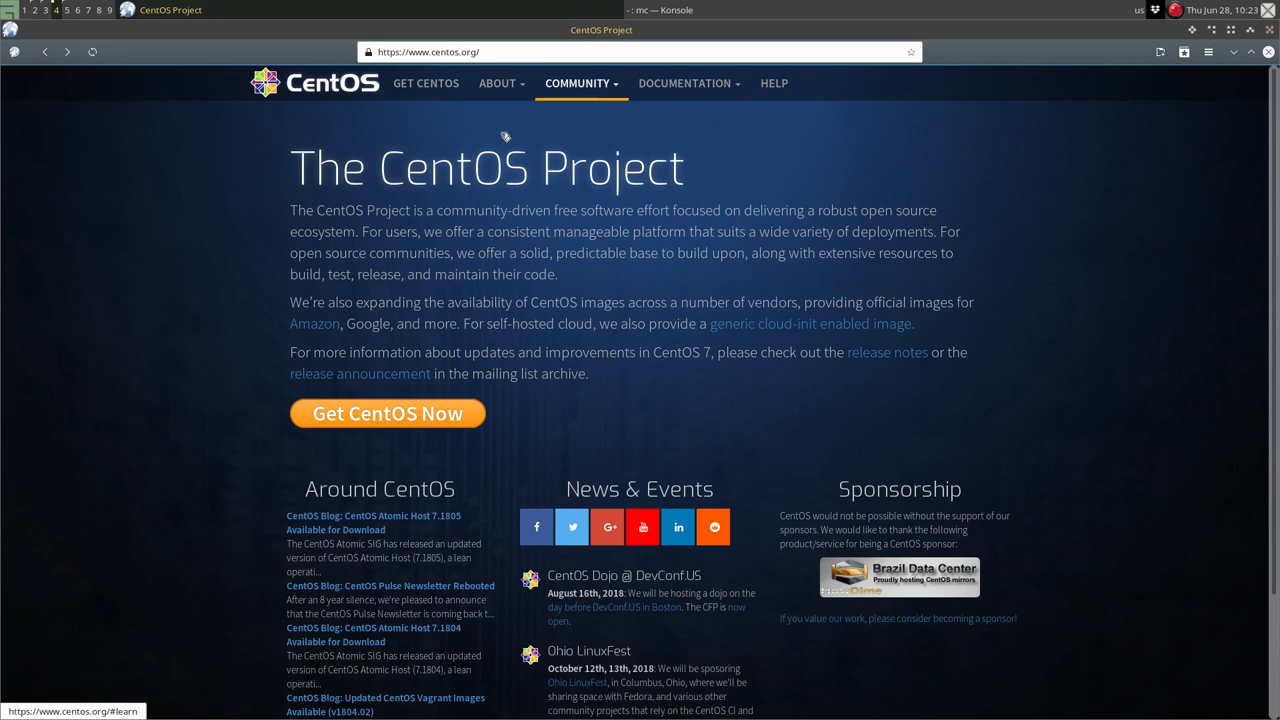 1 2 3 4 5 6 7 8 9 CentOS Project - : mc — Konsole us Thu Jun 28, 10:23
CentOS Project
https://www.centos.org/
CentOS GET CENTOS ABOUT COMMUNITY DOCUMENTATION HELP
The CentOS Project
The CentOS Project is a community-driven free software effort focused on delivering a robust open source
ecosystem. For users, we offer a consistent manageable platform that suits a wide variety of deployments. For
open source communities, we offer a solid, predictable base to build upon, along with extensive resources to
build, test, release, and maintain their code.
We’re also expanding the availability of CentOS images across a number of vendors, providing official images for
Amazon, Google, and more. For self-hosted cloud, we also provide a generic cloud-init enabled image.
For more information about updates and improvements in CentOS 7, please check out the release notes or the
release announcement in the mailing list archive.
Get CentOS Now
Around CentOS
CentOS Blog: CentOS Atomic Host 7.1805
Available for Download
The CentOS Atomic SIG has released an updated
version of CentOS Atomic Host (7.1805), a lean
operati...
CentOS Blog: CentOS Pulse Newsletter Rebooted
After an 8 year silence, we’re pleased to announce
that the CentOS Pulse Newsletter is coming back t...
CentOS Blog: CentOS Atomic Host 7.1804
Available for Download
The CentOS Atomic SIG has released an updated
version of CentOS Atomic Host (7.1804), a lean
operati...
CentOS Blog: Updated CentOS Vagrant Images
Available (v1804.02)
News & Events
CentOS Dojo @ DevConf.US
August 16th, 2018: We will be hosting a dojo on the
day before DevConf.US in Boston. The CFP is now
open.
Ohio LinuxFest
October 12th, 13th, 2018: We will be sposoring
Ohio LinuxFest, in Columbus, Ohio, where we’ll be
sharing space with Fedora, and various other
community projects that rely on the CentOS CI and
Sponsorship
CentOS would not be possible without the support of our
sponsors. We would like to thank the following
product/service for being a CentOS sponsor:
Brazil Data Center
Proudly hosting CentOS mirrors
If you value our work, please consider becoming a sponsor!
https://www.centos.org/#learn